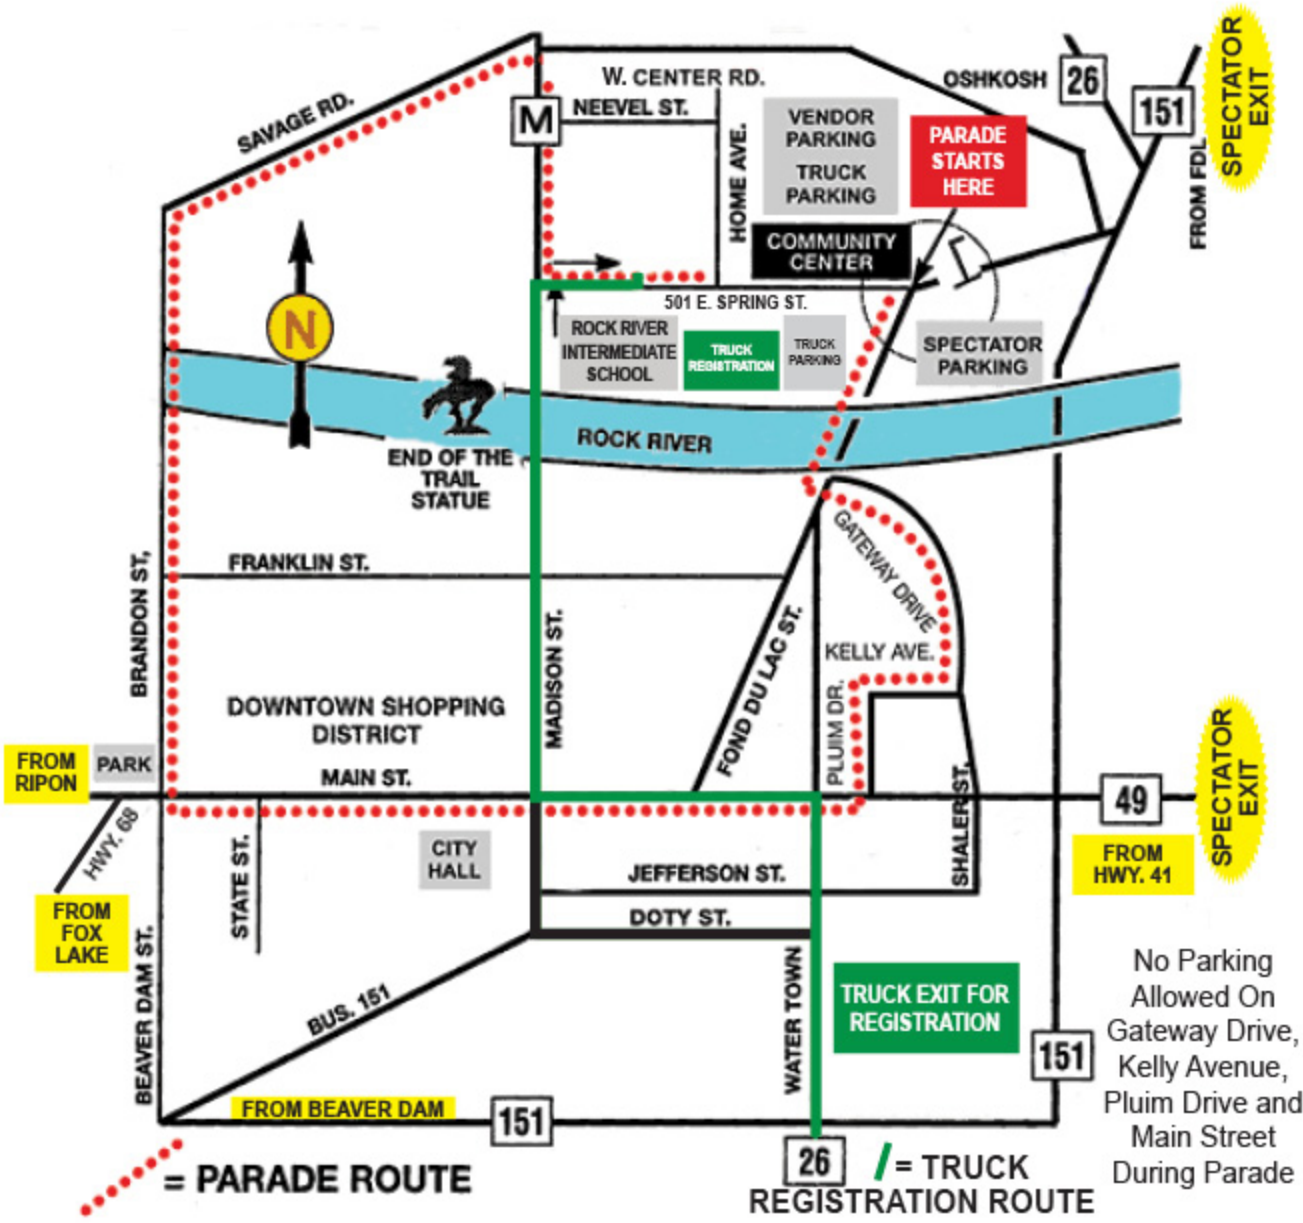 SPECTATOR
EXIT
OSHKOSH
26
151
FROM FDL
SAVAGE RD.
W. CENTER RD.
NEEVEL ST.
M
HOME AVE.
VENDOR
PARKING
TRUCK
PARKING
PARADE
STARTS
HERE
COMMUNITY
CENTER
501 E. SPRING ST.
N
ROCK RIVER
INTERMEDIATE
SCHOOL
TRUCK
REGISTRATION
TRUCK
PARKING
SPECTATOR
PARKING
ROCK RIVER
END OF THE
TRAIL
STATUE
GATEWAY DRIVE
FRANKLIN ST.
BRANDON ST,
MADISON ST.
FOND DU LAC ST.
KELLY AVE.
PLUIM DR.
DOWNTOWN SHOPPING
DISTRICT
FROM
RIPON
PARK
MAIN ST.
SHALER ST,
49
SPECTATOR
EXIT
HWY. 68
STATE ST.
CITY
HALL
JEFFERSON ST.
FROM
HWY. 41
FROM
FOX
LAKE
DOTY ST.
BEAVER DAM ST.
BUS. 151
WATER TOWN
TRUCK EXIT FOR
REGISTRATION
151
No Parking
Allowed On
Gateway Drive,
Kelly Avenue,
Pluim Drive and
Main Street
During Parade
FROM BEAVER DAM
151
26
= PARADE ROUTE
= TRUCK
REGISTRATION ROUTE